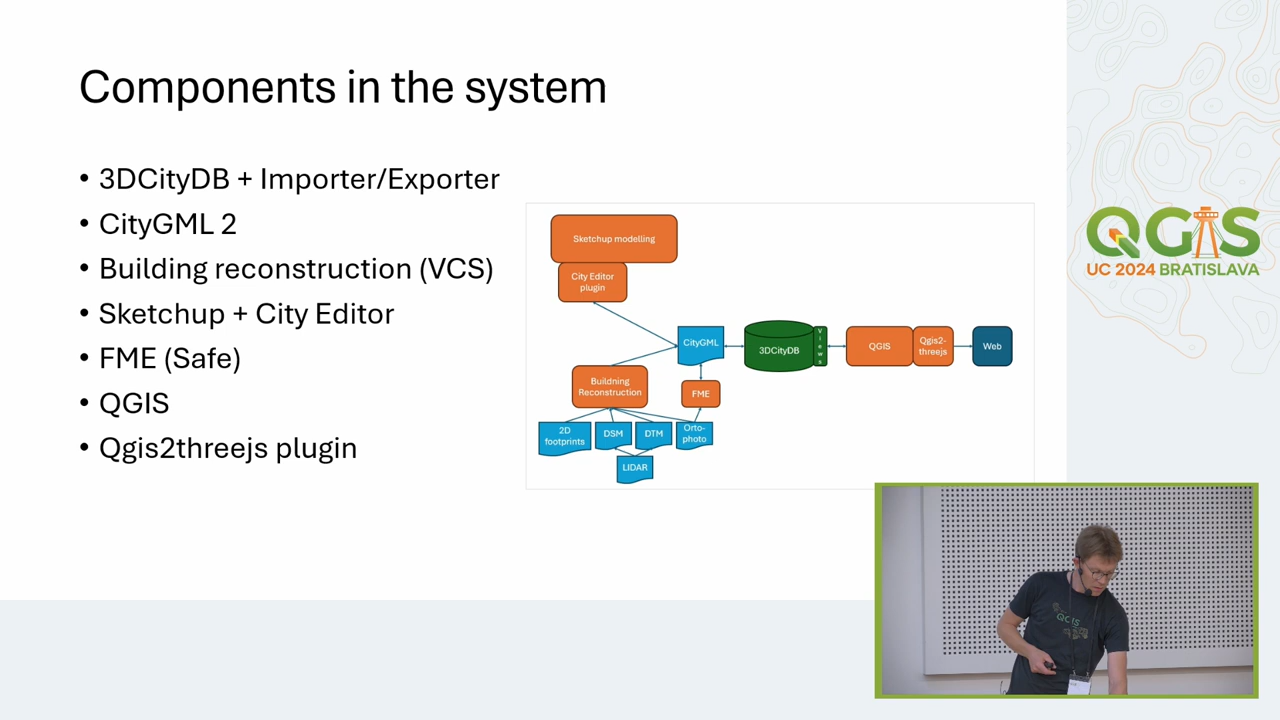 Components in the system
• 3DCityDB + Importer/Exporter
• CityGML 2
• Building reconstruction (VCS)
• Sketchup + City Editor
• FME (Safe)
• QGIS
• Qgis2threejs plugin
Sketchup modelling
City Editor
plugin
CityGML
3DCityDB
Views
QGIS
Qgis2-
threejs
Web
Buildning
Reconstruction
FME
2D
footprints
DSM
DTM
Orto-
photo
LIDAR
QGIS
UC 2024 BRATISLAVA
QGIS